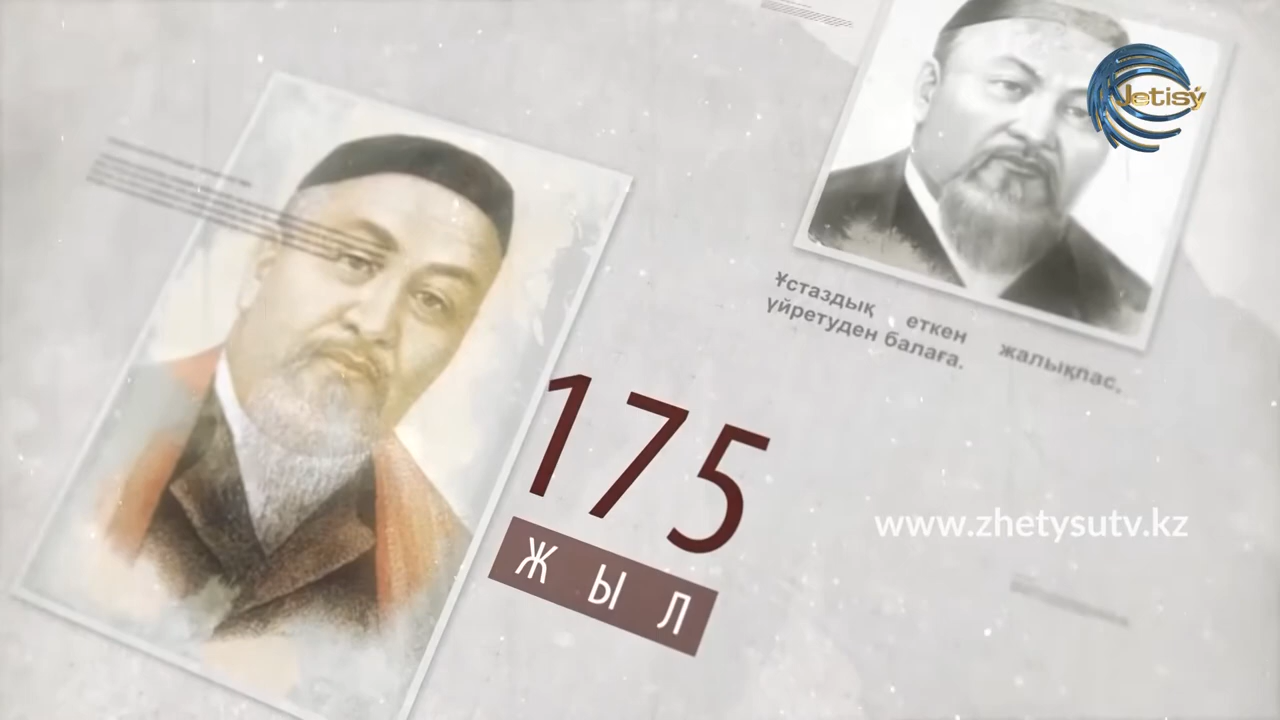 Jetisý
Ұстаздық еткен жалықпас,
үйретуден балаға.
175
ЖЫЛ
www.zhetysutv.kz